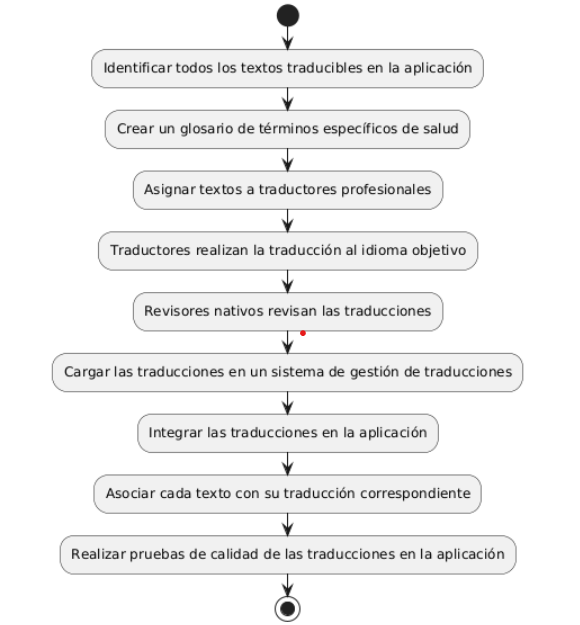 Identificar todos los textos traducibles en la aplicación
Crear un glosario de términos específicos de salud
Asignar textos a traductores profesionales
Traductores realizan la traducción al idioma objetivo
Revisores nativos revisan las traducciones
Cargar las traducciones en un sistema de gestión de traducciones
Integrar las traducciones en la aplicación
Asociar cada texto con su traducción correspondiente
Realizar pruebas de calidad de las traducciones en la aplicación